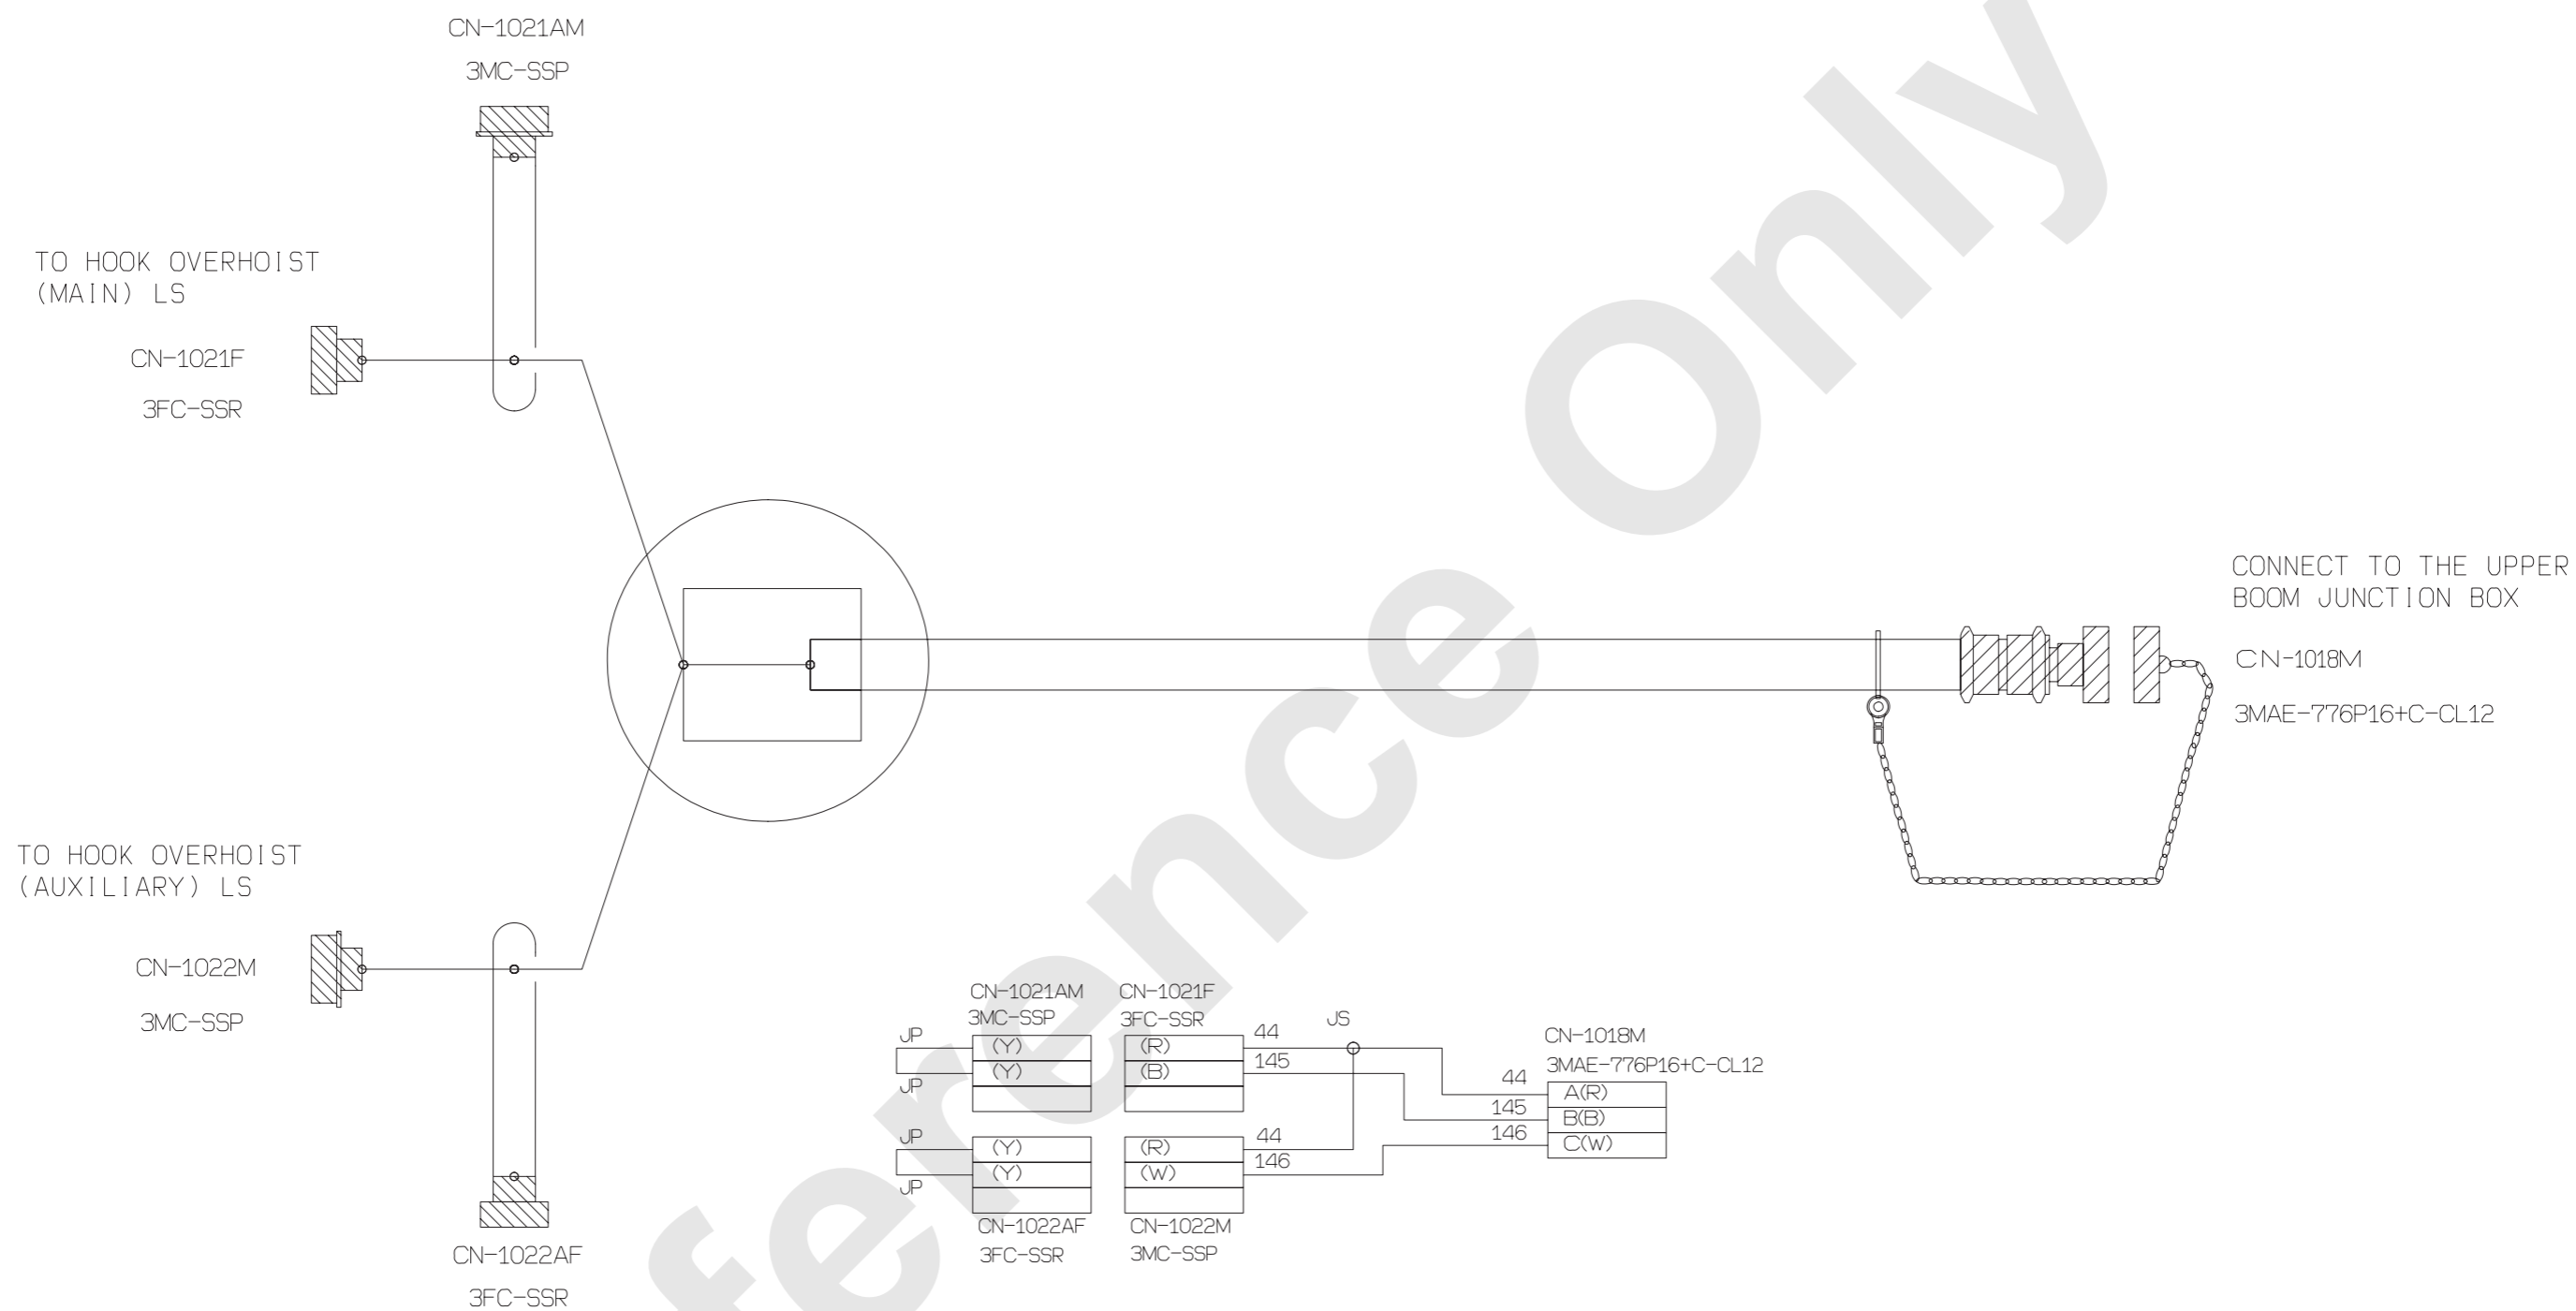 CN-1021AM
3MC-SSP
TO HOOK OVERHOIST
(MAIN) LS
CN-1021F
3FC-SSR
CONNECT TO THE UPPER
BOOM JUNCTION BOX
CN-1018M
3MAE-776P16+C-CL12
TO HOOK OVERHOIST
(AUXILIARY) LS
CN-1022M
3MC-SSP
CN-1022AF
3FC-SSR
CN-1021AM
3MC-SSP
JP
(Y)
(Y)
JP
CN-1021F
3FC-SSR
(R)
44
(B)
145
JS
JP
(Y)
(Y)
JP
CN-1022AF
3FC-SSR
(R)
44
(W)
146
CN-1022M
3MC-SSP
CN-1018M
3MAE-776P16+C-CL12
44
A(R)
145
B(B)
146
C(W)
ference Only